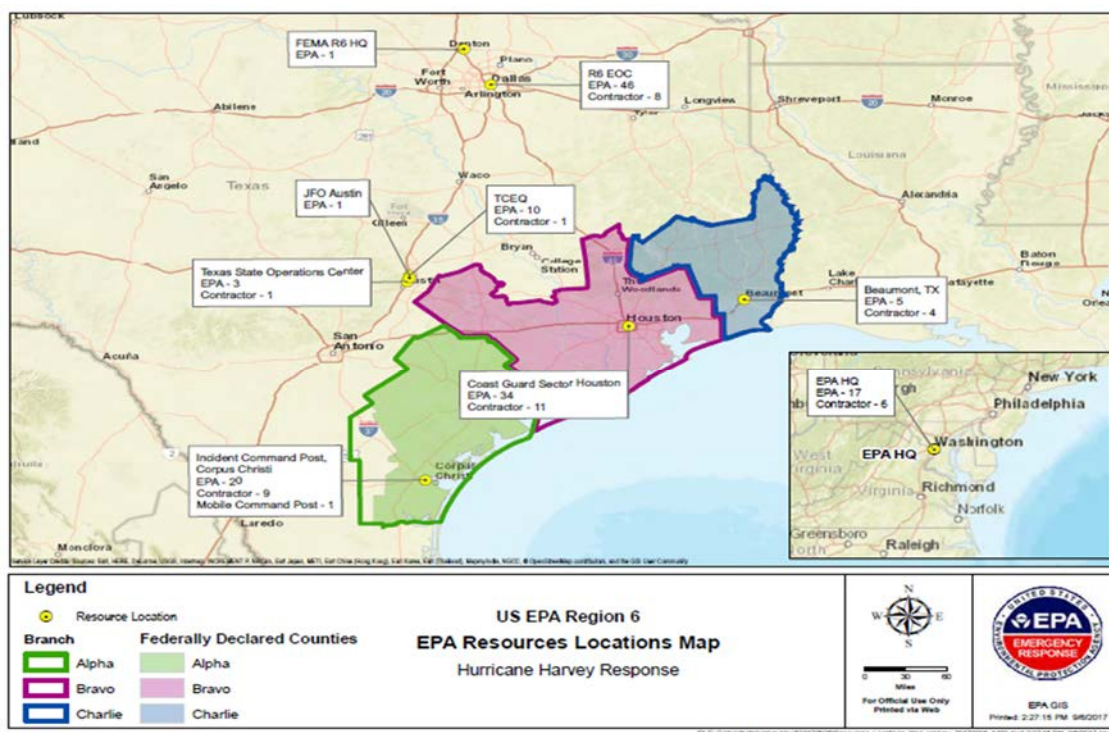 Lubbock
FEMA R6 HQ
EPA - 1
Denton
Plano
Fort
Worth
Dallas
Arlington
R6 EOC
EPA - 46
Contractor - 8
Abilene
Longview
Tyler
Shreveport
Monroe
Mississippi
San
Angelo
Texas
Waco
Louisiana
Alexandria
JFO Austin
EPA - 1
TCEQ
EPA - 10
Contractor - 1
Killeen
Bryan
College
Station
Baton
Rouge
Texas State Operations Center
EPA - 3
Contractor - 1
Woodlands
Lake
Beaumont
Beaumont, TX
EPA - 5
Contractor - 4
Houston
San
Antonio
Acuña
Coast Guard Sector Houston
EPA - 34
Contractor - 11
Incident Command Post,
Corpus Christi
EPA - 20
Contractor - 9
Mobile Command Post - 1
Corpus
Christi
Laredo
Monclova
EPA HQ
EPA - 17
Contractor - 6
New York
Philadelphia
Washington
EPA HQ
West
Virginia
Virginia
Richmond
Norfolk
Greensboro
Raleigh
Legend
Resource Location
Branch
Federally Declared Counties
Alpha
Alpha
Bravo
Bravo
Charlie
Charlie
US EPA Region 6
EPA Resources Locations Map
Hurricane Harvey Response
N
W
E
S
0 30 60
Miles
For Official Use Only
Printed via Web
UNITED STATES
EPA
EMERGENCY
RESPONSE
ENVIRONMENTAL PROTECTION AGENCY
EPA GIS
Printed: 2:27:15 PM 9/6/2017